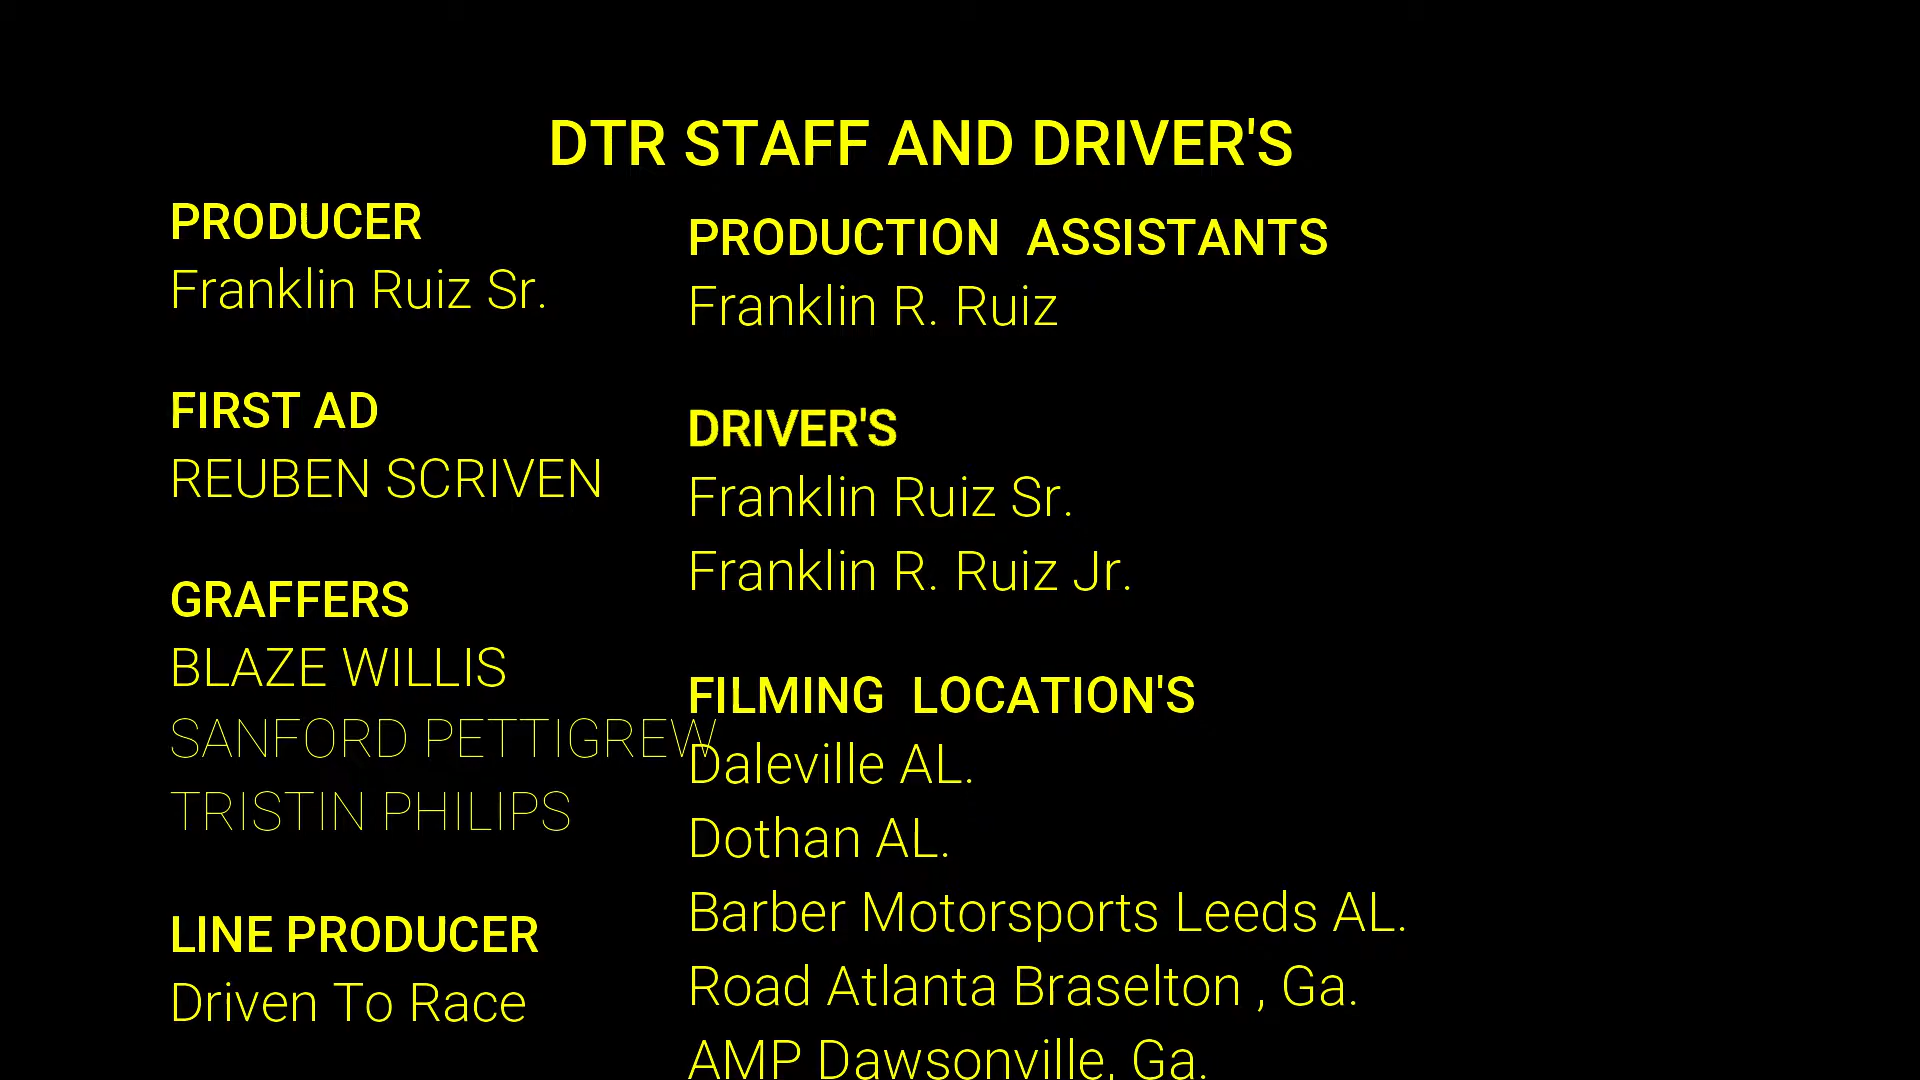 DTR STAFF AND DRIVER'S
PRODUCER
Franklin Ruiz Sr.
FIRST AD
REUBEN SCRIVEN
GRAFFERS
BLAZE WILLIS
SANFORD PETTIGREW
TRISTIN PHILIPS
LINE PRODUCER
Driven To Race
PRODUCTION ASSISTANTS
Franklin R. Ruiz
DRIVER'S
Franklin Ruiz Sr.
Franklin R. Ruiz Jr.
FILMING LOCATION'S
Daleville AL.
Dothan AL.
Barber Motorsports Leeds AL.
Road Atlanta Braselton , Ga.
AMP Dawsonville, Ga.